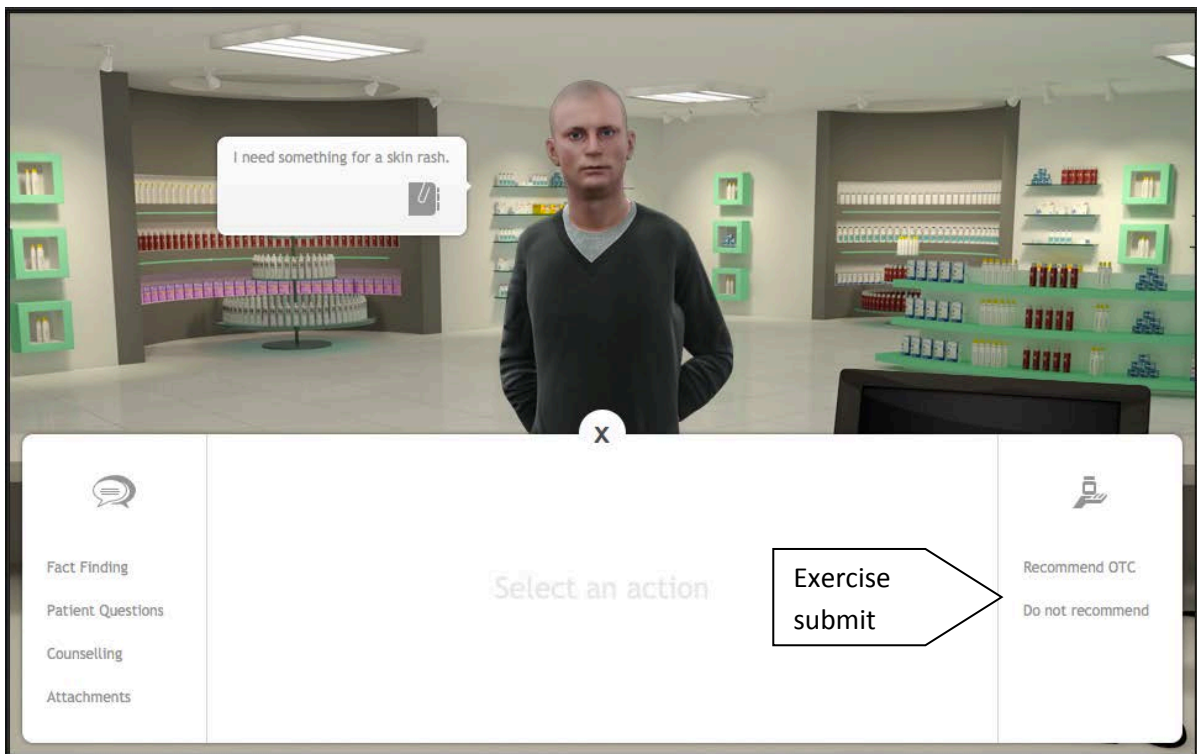 I need something for a skin rash.
X
Fact Finding
Patient Questions
Counselling
Attachments
Select an action
Exercise
submit
Recommend OTC
Do not recommend